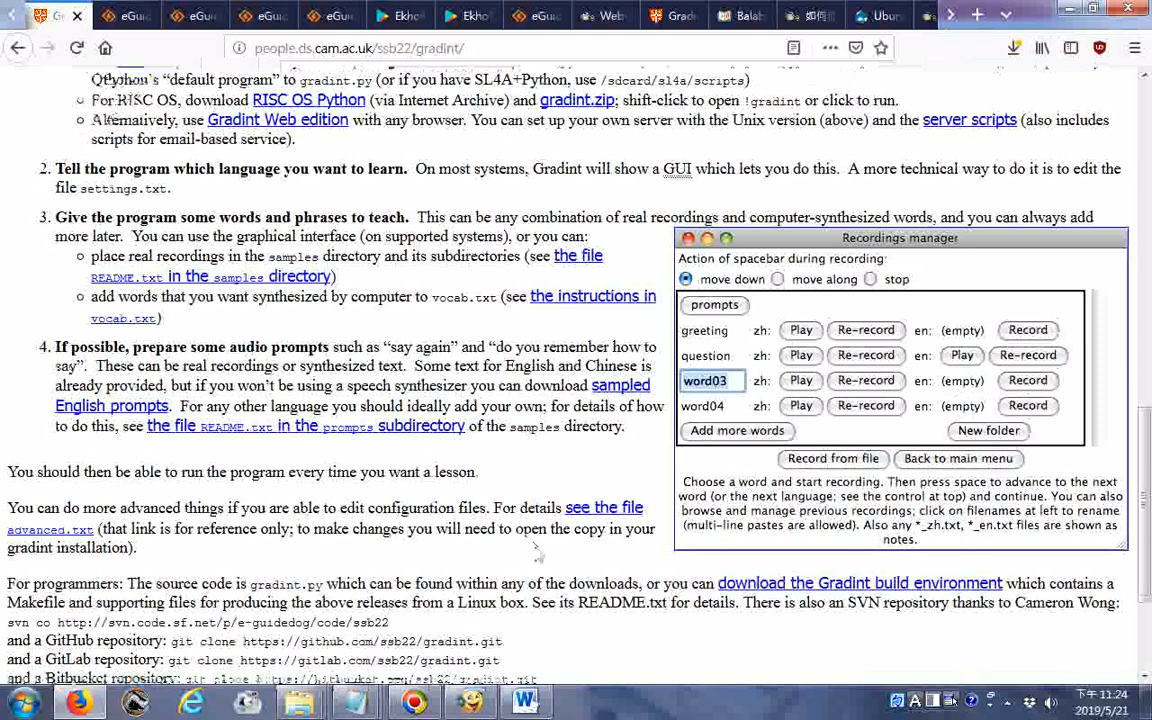 G
eGui
eGui
eGui
eGui
Ekho
Ekho
eGui
Web
Grad
Balab
如何
Ubun
people.ds.cam.ac.uk/ssb22/gradint/
QPython's “default program” to gradint.py (or if you have SL4A+Python, use /sdcard/sl4a/scripts)
For RISC OS, download RISC OS Python (via Internet Archive) and gradint.zip; shift-click to open !gradint or click to run.
Alternatively, use Gradint Web edition with any browser. You can set up your own server with the Unix version (above) and the server scripts (also includes
scripts for email-based service).
2. Tell the program which language you want to learn. On most systems, Gradint will show a GUI which lets you do this. A more technical way to do it is to edit the
file settings.txt.
3. Give the program some words and phrases to teach. This can be any combination of real recordings and computer-synthesized words, and you can always add
more later. You can use the graphical interface (on supported systems), or you can:
place real recordings in the samples directory and its subdirectories (see the file
README.txt in the samples directory)
add words that you want synthesized by computer to vocab.txt (see the instructions in
vocab.txt)
4. If possible, prepare some audio prompts such as “say again” and “do you remember how to
say”. These can be real recordings or synthesized text. Some text for English and Chinese is
already provided, but if you won’t be using a speech synthesizer you can download sampled
English prompts. For any other language you should ideally add your own; for details of how
to do this, see the file README.txt in the prompts subdirectory of the samples directory.
Recordings manager
Action of spacebar during recording:
move down move along stop
prompts
greeting zh: Play Re-record en: (empty) Record
question zh: Play Re-record en: Play Re-record
word03 zh: Play Re-record en: (empty) Record
word04 zh: Play Re-record en: (empty) Record
Add more words New folder
Record from file Back to main menu
Choose a word and start recording. Then press space to advance to the next
word (or the next language; see the control at top) and continue. You can also
browse and manage previous recordings; click on filenames at left to rename
(multi-line pastes are allowed). Also any *_zh.txt, *_en.txt files are shown as
notes.
You should then be able to run the program every time you want a lesson.
You can do more advanced things if you are able to edit configuration files. For details see the file
advanced.txt (that link is for reference only; to make changes you will need to open the copy in your
gradint installation).
For programmers: The source code is gradint.py which can be found within any of the downloads, or you can download the Gradint build environment which contains a
Makefile and supporting files for producing the above releases from a Linux box. See its README.txt for details. There is also an SVN repository thanks to Cameron Wong:
svn co http://svn.code.sf.net/p/e-guidedog/code/ssb22
and a GitHub repository: git clone https://github.com/ssb22/gradint.git
and a GitLab repository: git clone https://gitlab.com/ssb22/gradint.git
and a Bitbucket repository: git clone https://bitbucket.org/ssb22/gradint.git
下午 11:24
2019/5/21